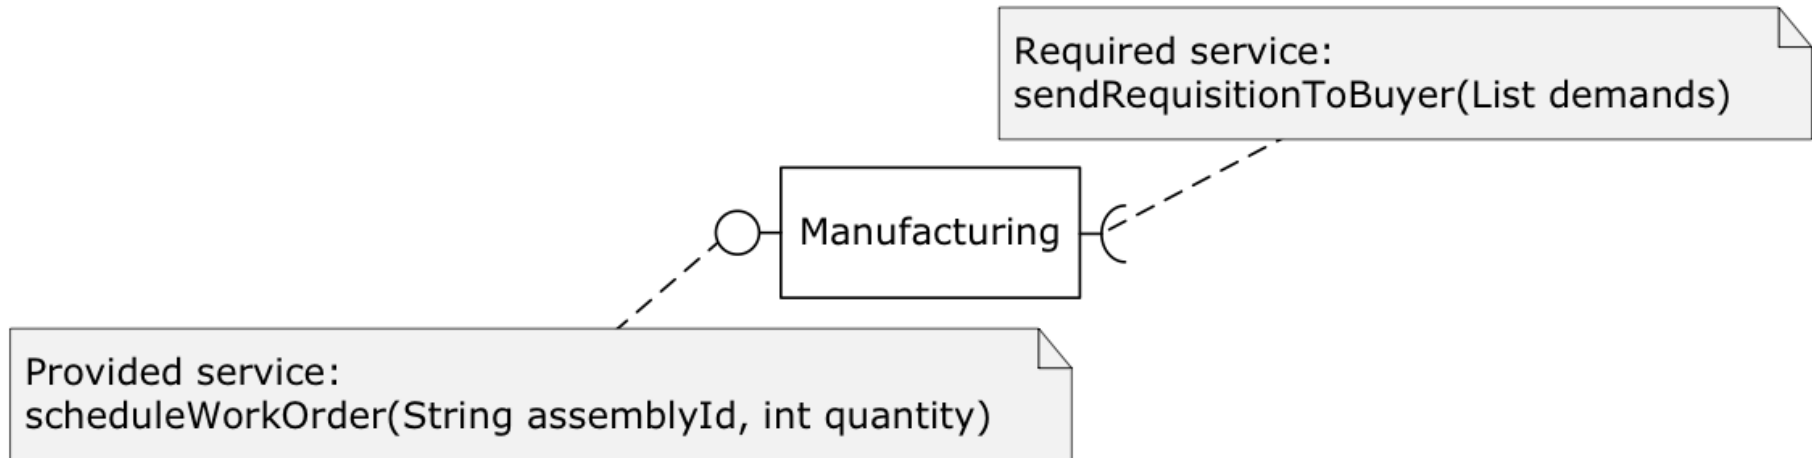 Required service:
sendRequisitionToBuyer(List demands)
Manufacturing
Provided service:
scheduleWorkOrder(String assemblyId, int quantity)